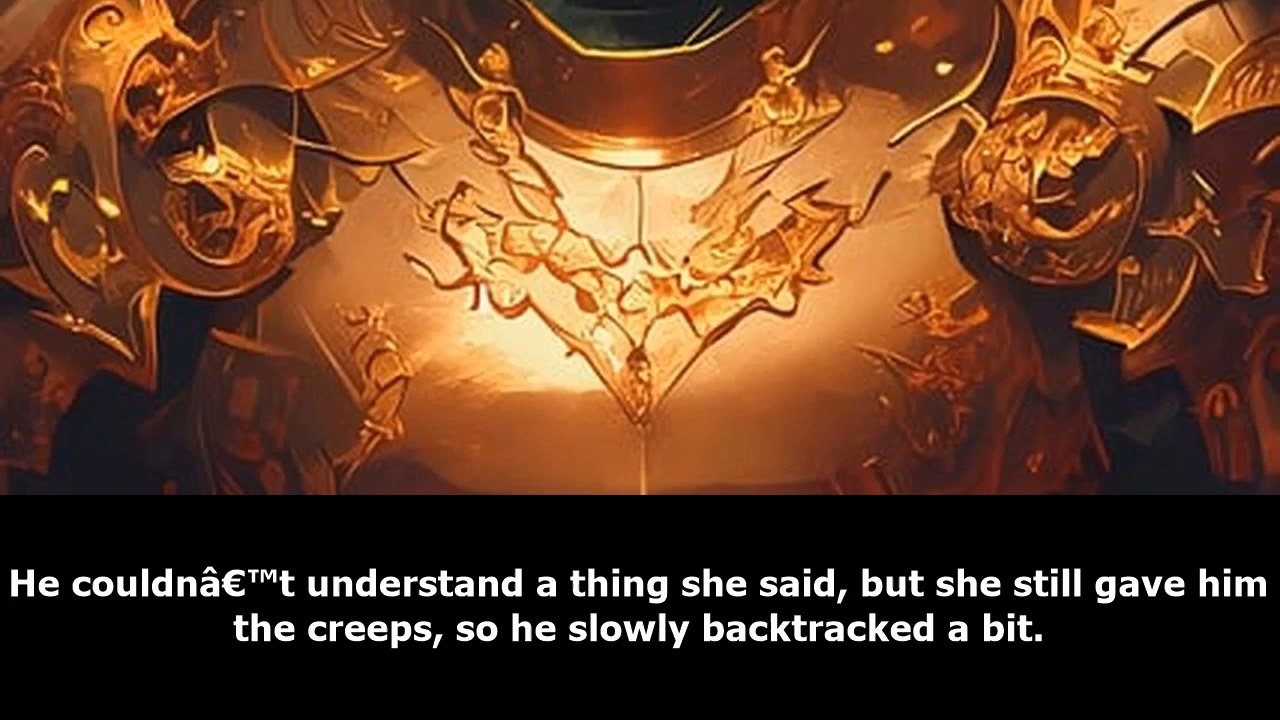 He couldnâ€™t understand a thing she said, but she still gave him
the creeps, so he slowly backtracked a bit.